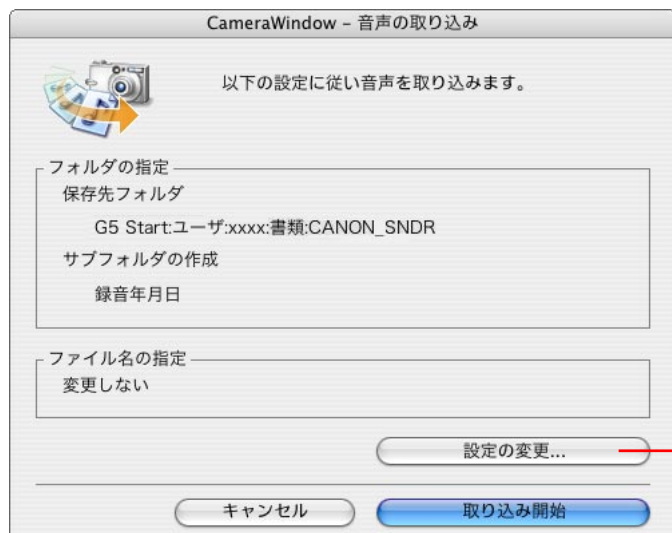 CameraWindow – 音声の取り込み
以下の設定に従い音声を取り込みます。
フォルダの指定
保存先フォルダ
G5 Start:ユーザ:xxxx:書類:CANON_SNDR
サブフォルダの作成
録音年月日
ファイル名の指定
変更しない
設定の変更...
キャンセル
取り込み開始